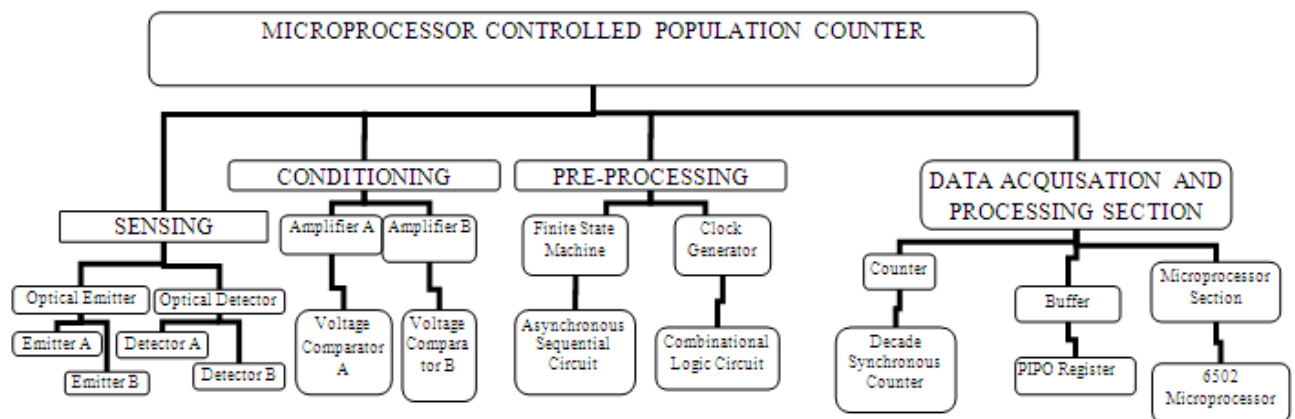 MICROPROCESSOR CONTROLLED POPULATION COUNTER
SENSING
Optical Emitter
Emitter A
Emitter B
Optical Detector
Detector A
Detector B
CONDITIONING
Amplifier A
Voltage
Comparator
A
Amplifier B
Voltage
Compara
tor B
PRE-PROCESSING
Finite State
Machine
Asynchronous
Sequential
Circuit
Clock
Generator
Combinational
Logic Circuit
DATA ACQUISATION AND
PROCESSING SECTION
Counter
Decade
Synchronous
Counter
Buffer
PIPO Register
Microprocessor
Section
6502
Microprocessor